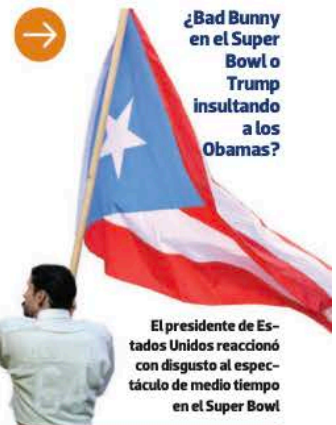 ¿Bad Bunny
en el Super
Bowl o
Trump
insultando
a los
Obamas?
El presidente de Es-
tados Unidos reaccionó
con disgusto al espec-
táculo de medio tiempo
en el Super Bowl